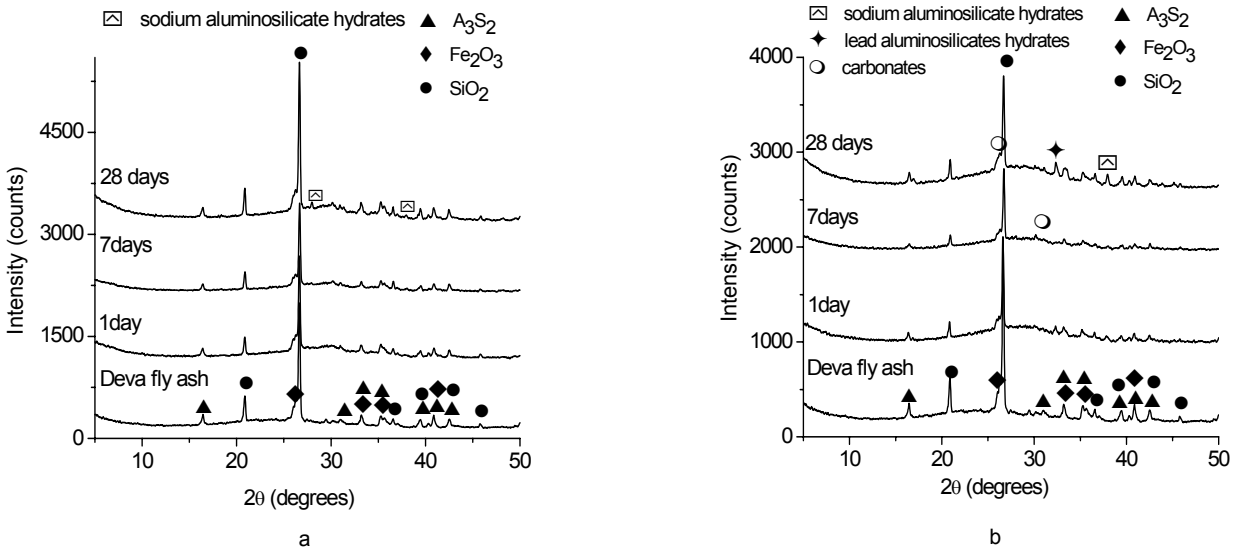 sodium aluminosilicate hydrates
A3S2
Fe2O3
SiO2
4500
3000
1500
0
Intensity (counts)
28 days
7days
1day
Deva fly ash
10 20 30 40 50
2θ (degrees)
a
sodium aluminosilicate hydrates
lead aluminosilicates hydrates
carbonates
A3S2
Fe2O3
SiO2
4000
3000
2000
1000
0
Intensity (counts)
28 days
7days
1day
Deva fly ash
10 20 30 40 50
2θ (degrees)
b